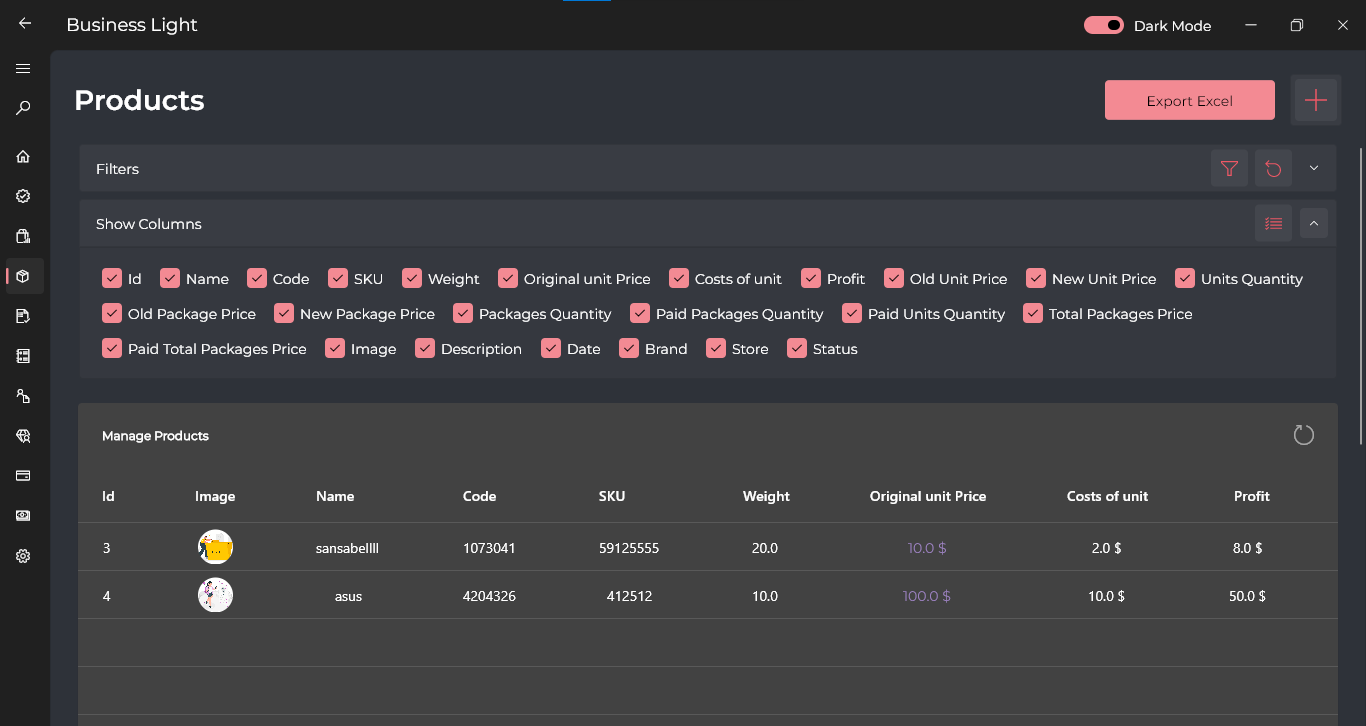 Business Light
Dark Mode
Products
Export Excel
Filters
Show Columns
Id Name Code SKU Weight Original unit Price Costs of unit Profit Old Unit Price New Unit Price Units Quantity
Old Package Price New Package Price Packages Quantity Paid Packages Quantity Paid Units Quantity Total Packages Price
Paid Total Packages Price Image Description Date Brand Store Status
Manage Products
Id Image Name Code SKU Weight Original unit Price Costs of unit Profit
3 sansabellll 1073041 59125555 20.0 10.0 $ 2.0 $ 8.0 $
4 asus 4204326 412512 10.0 100.0 $ 10.0 $ 50.0 $